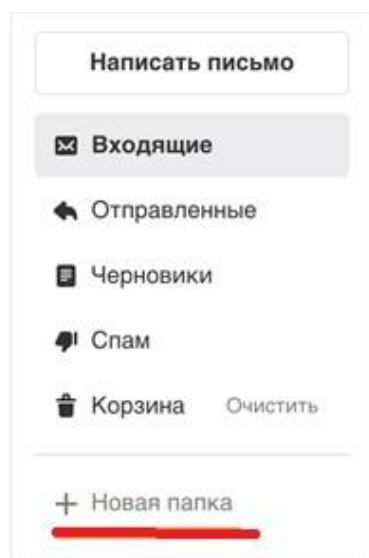 Написать письмо
Входящие
Отправленные
Черновики
Спам
Корзина Очистить
+ Новая папка